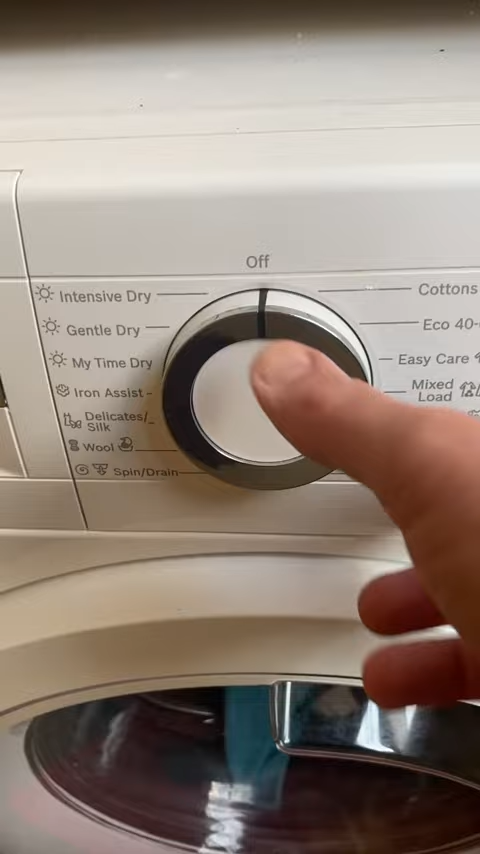 Off
Intensive Dry
Gentle Dry
My Time Dry
Iron Assist
Delicates/
Silk
Wool
Spin/Drain
Cottons
Eco 40-
Easy Care
Mixed
Load